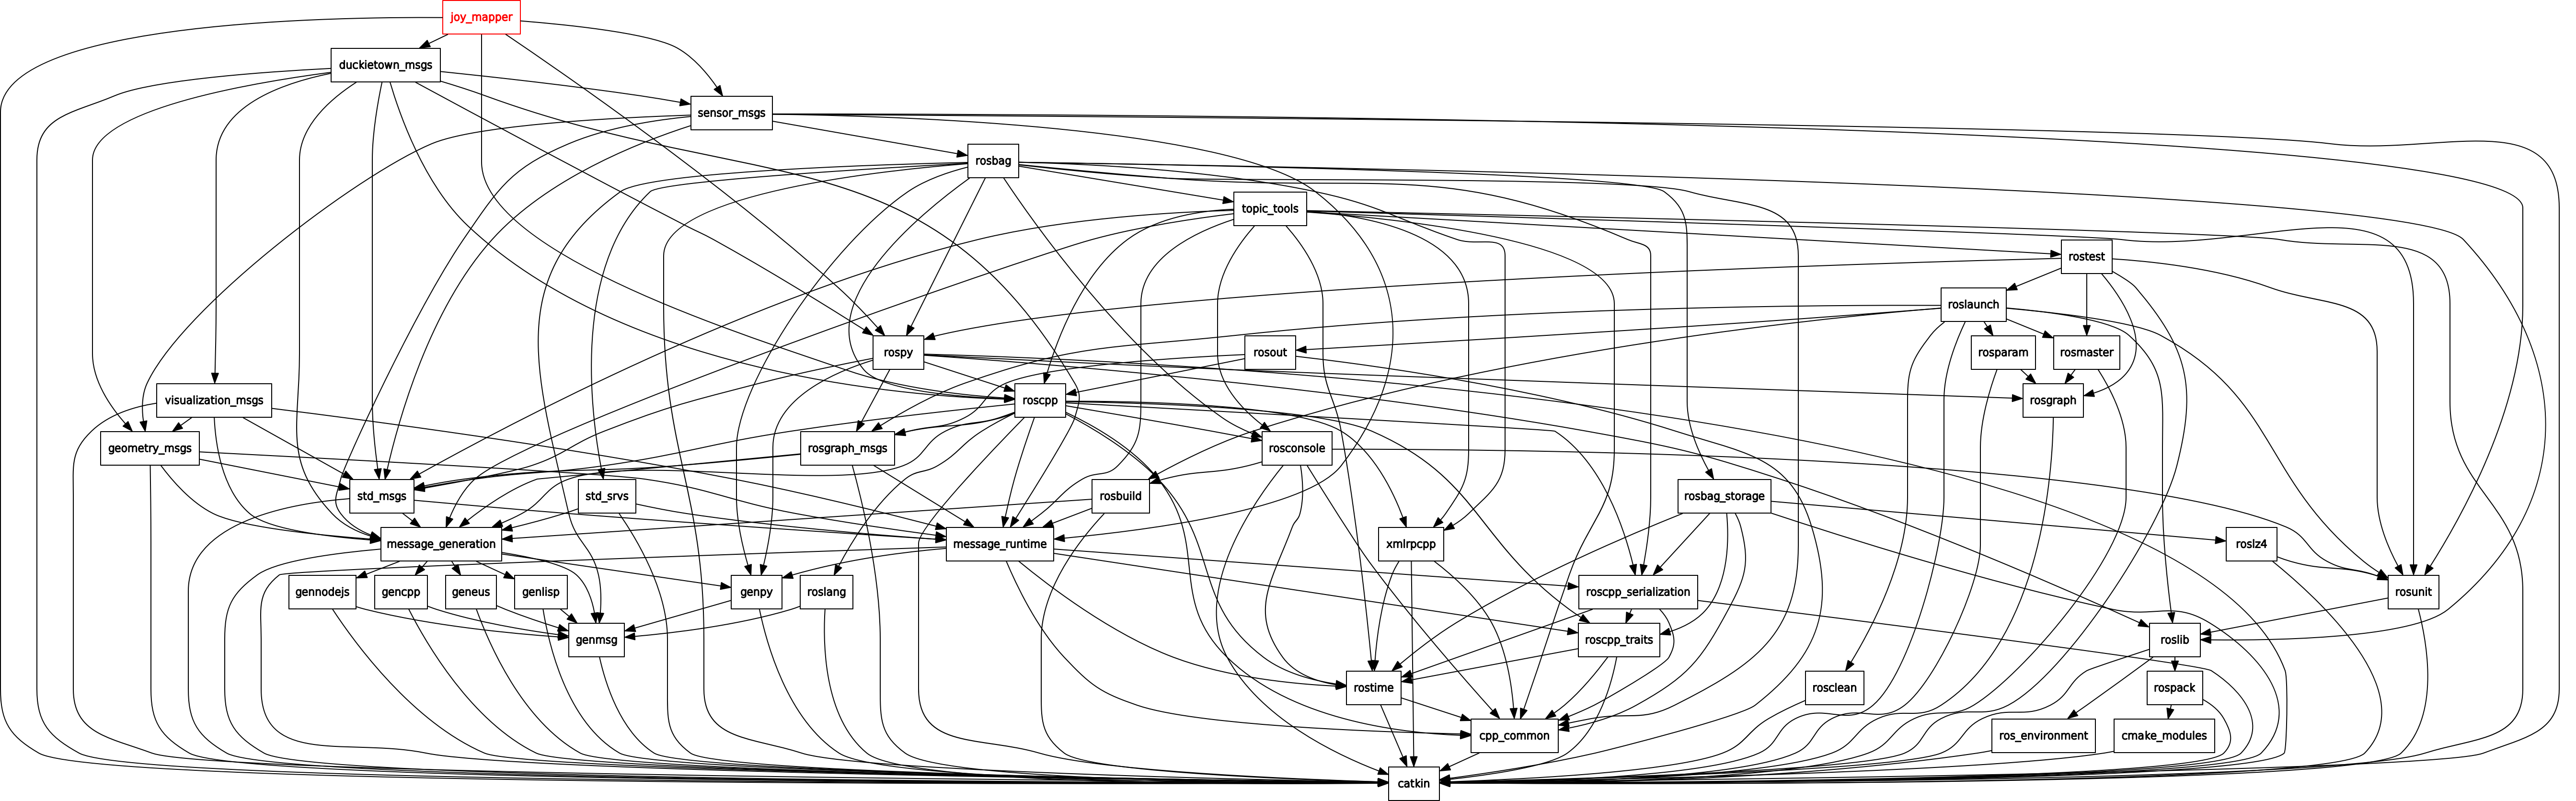 joy_mapper
duckietown_msgs
sensor_msgs
rosbag
topic_tools
rostest
roslaunch
rospy
rosout
rosparam
rosmaster
visualization_msgs
roscpp
rosgraph
geometry_msgs
rosgraph_msgs
rosconsole
std_msgs
std_srvs
rosbuild
rosbag_storage
message_generation
message_runtime
xmlrpcpp
roslz4
gennodejs
gencpp
geneus
genlisp
genpy
roslang
roscpp_serialization
rosunit
genmsg
roscpp_traits
roslib
rostime
rosclean
rospack
cpp_common
ros_environment
cmake_modules
catkin